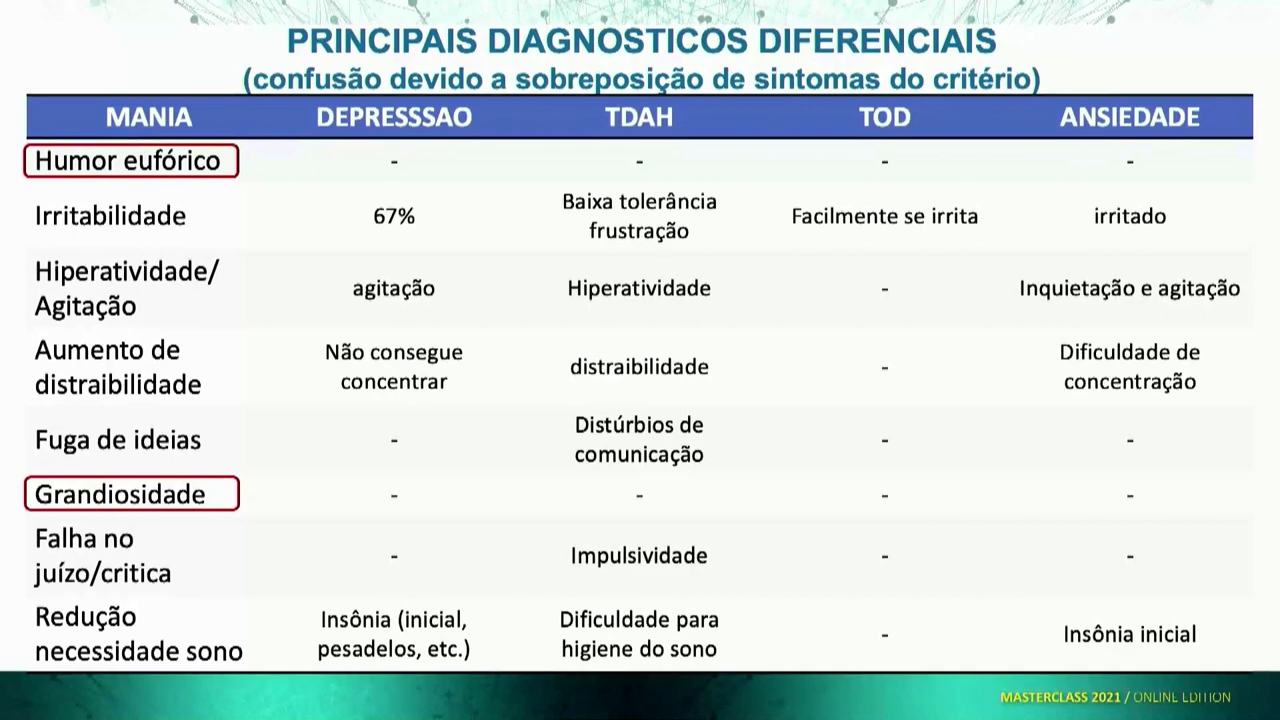 PRINCIPAIS DIAGNOSTICOS DIFERENCIAIS
(confusão devido a sobreposição de sintomas do critério)
MANIA DEPRESSSAO TDAH TOD ANSIEDADE
Humor eufórico - - - -
Irritabilidade 67% Baixa tolerância frustração Facilmente se irrita irritado
Hiperatividade/ Agitação agitação Hiperatividade - Inquietação e agitação
Aumento de distraibilidade Não consegue concentrar distraibilidade - Dificuldade de concentração
Fuga de ideias - Distúrbios de comunicação - -
Grandiosidade - - - -
Falha no juízo/critica - Impulsividade - -
Redução necessidade sono Insônia (inicial, pesadelos, etc.) Dificuldade para higiene do sono - Insônia inicial
MASTERCLASS 2021 / ONLINE EDITION